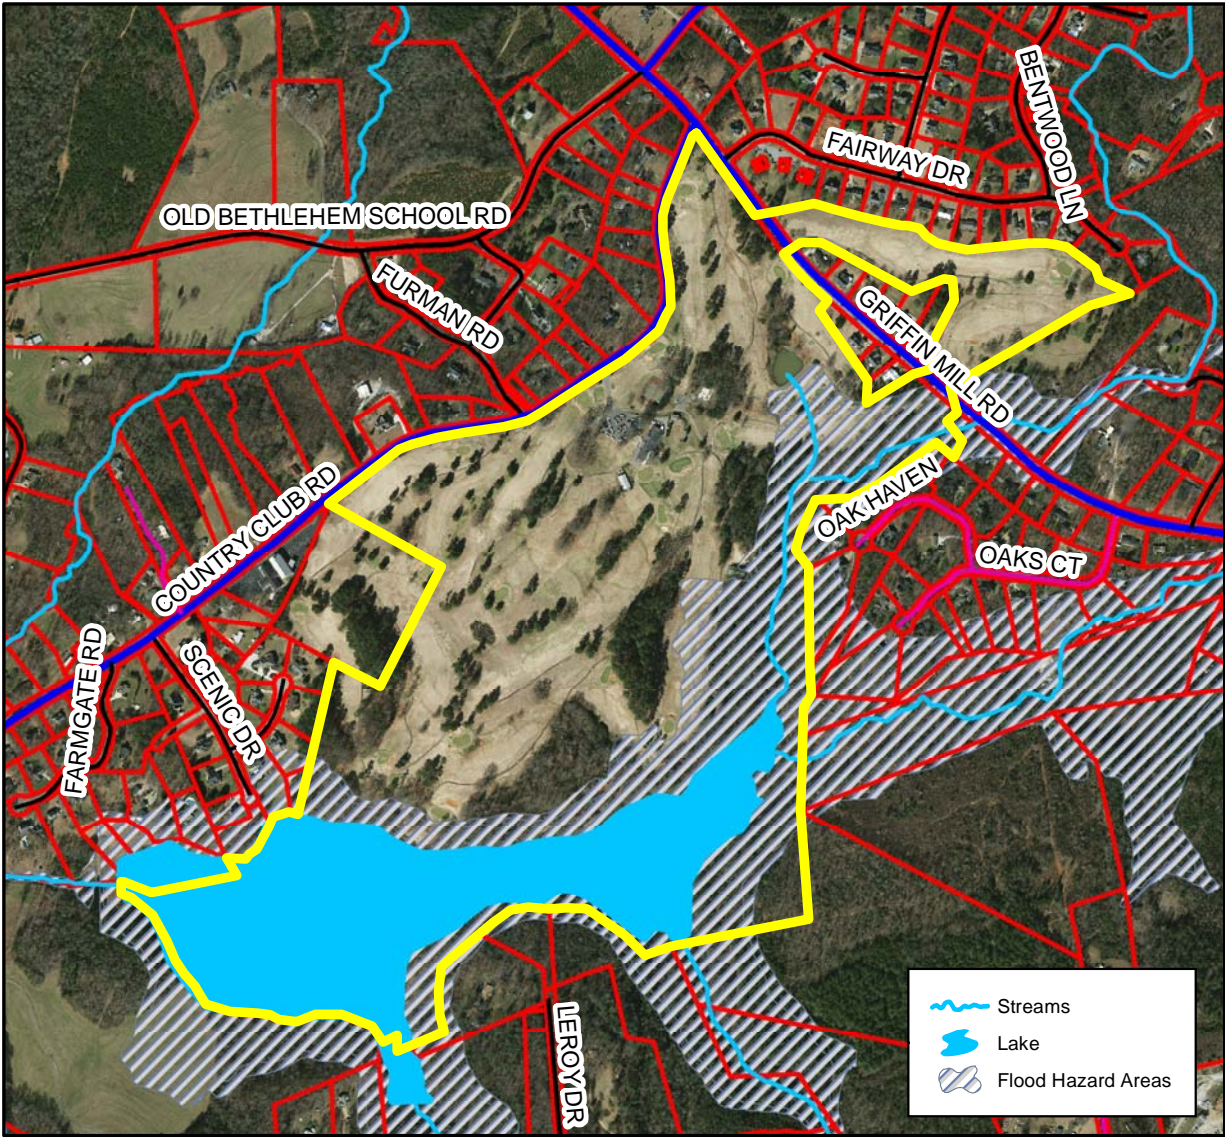 BENTWOOD LN
FAIRWAY DR
OLD BETHLEHEM SCHOOL RD
FURMAN RD
GRIFFIN MILL RD
COUNTRY CLUB RD
OAK HAVEN
OAKS CT
FARMGATE RD
SCENIC DR
LEROY DR
Streams
Lake
Flood Hazard Areas